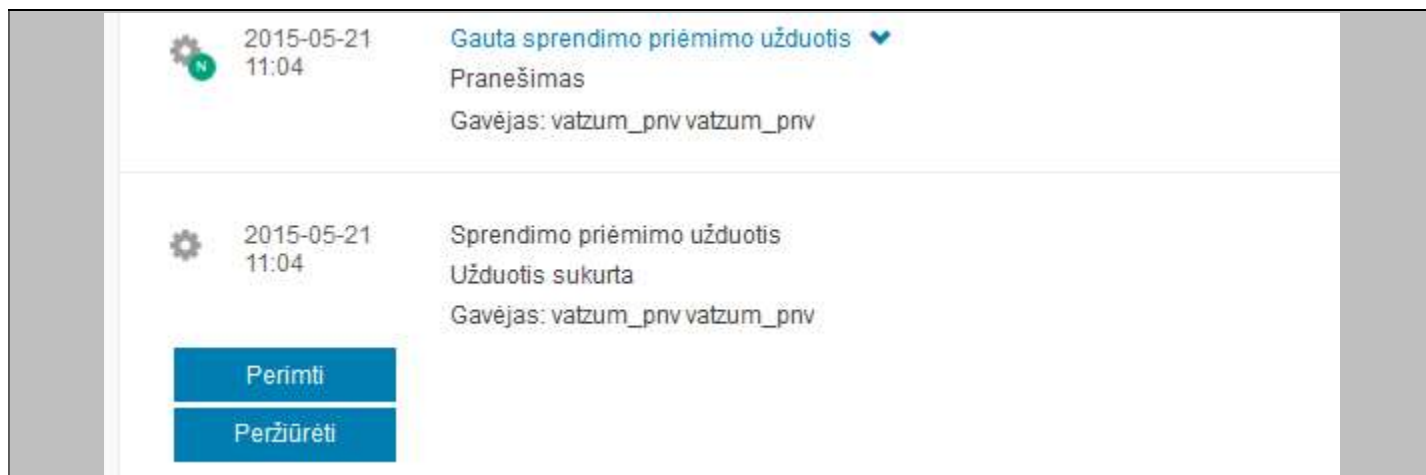 2015-05-21
11:04
Gauta sprendimo priėmimo užduotis
Pranešimas
Gavėjas: vatzum_pnv vatzum_pnv
N
2015-05-21
11:04
Sprendimo priėmimo užduotis
Užduotis sukurta
Gavėjas: vatzum_pnv vatzum_pnv
Perimti
Peržiūrėti